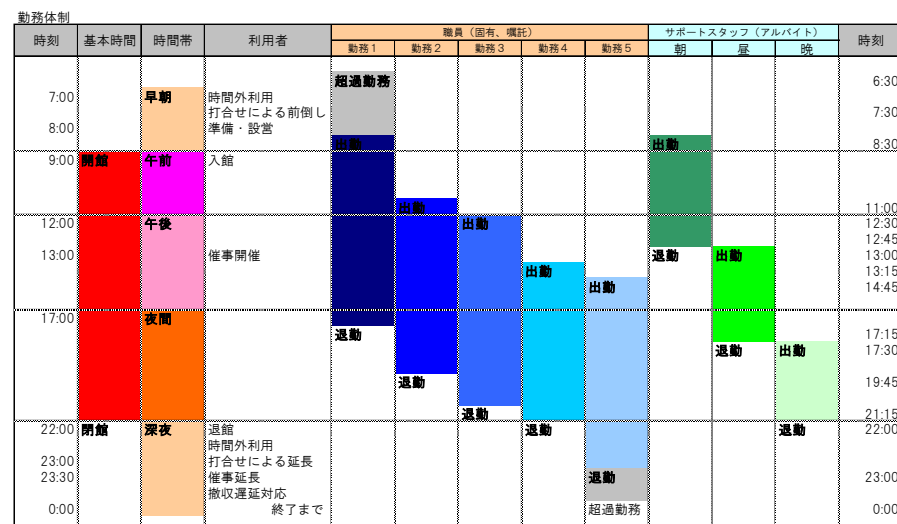 勤務体制
時刻 基本時間 時間帯 利用者 職員（固有、嘱託） サポートスタッフ（アルバイト） 時刻
勤務１ 勤務２ 勤務３ 勤務４ 勤務５ 朝 昼 晩
超過勤務 6:30
7:00 早朝 時間外利用
打合せによる前倒し 7:30
8:00 準備・設営
出勤 出勤 8:30
9:00 開館 午前 入館
出勤 11:00
12:00 午後 出勤 12:30
12:45
13:00 催事開催 退勤 出勤 13:00
出勤 13:15
出勤 14:45
17:00 夜間
退勤 17:15
退勤 出勤 17:30
退勤 19:45
退勤 21:15
22:00 閉館 深夜 退館 退勤 退勤 22:00
時間外利用
23:00 打合せによる延長
23:30 催事延長 退勤 23:00
撤収遅延対応
0:00 終了まで 超過勤務 0:00